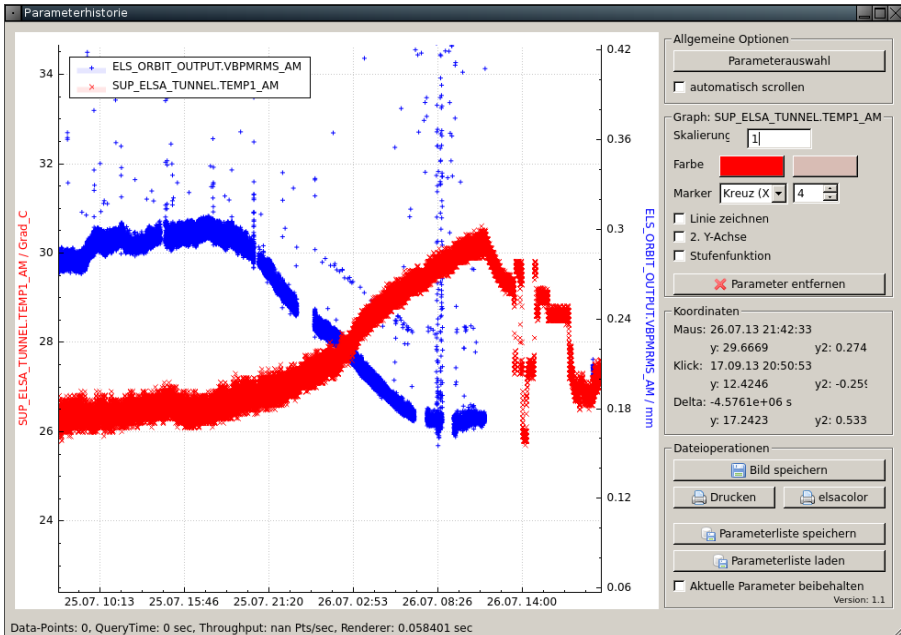 Parameterhistorie
ELS_ORBIT_OUTPUT.VBPMRMS_AM
SUP_ELSA_TUNNEL.TEMP1_AM
34
32
30
28
26
24
SUP_ELSA_TUNNEL.TEMP1_AM / Grad_C
0.42
0.36
0.3
0.24
0.18
0.12
0.06
ELS_ORBIT_OUTPUT.VBPMRMS_AM / mm
25.07. 10:13 25.07. 15:46 25.07. 21:20 26.07. 02:53 26.07. 08:26 26.07. 14:00
Allgemeine Optionen
Parameterauswahl
automatisch scrollen
Graph: SUP_ELSA_TUNNEL.TEMP1_AM
Skalierung 1
Farbe
Marker Kreuz (X 4
Linie zeichnen
2. Y-Achse
Stufenfunktion
Parameter entfernen
Koordinaten
Maus: 26.07.13 21:42:33
y: 29.6669 y2: 0.274
Klick: 17.09.13 20:50:53
y: 12.4246 y2: -0.259
Delta: -4.5761e+06 s
y: 17.2423 y2: 0.533
Dateioperationen
Bild speichern
Drucken elsacolor
Parameterliste speichern
Parameterliste laden
Aktuelle Parameter beibehalten
Version: 1.1
Data-Points: 0, QueryTime: 0 sec, Throughput: nan Pts/sec, Renderer: 0.058401 sec